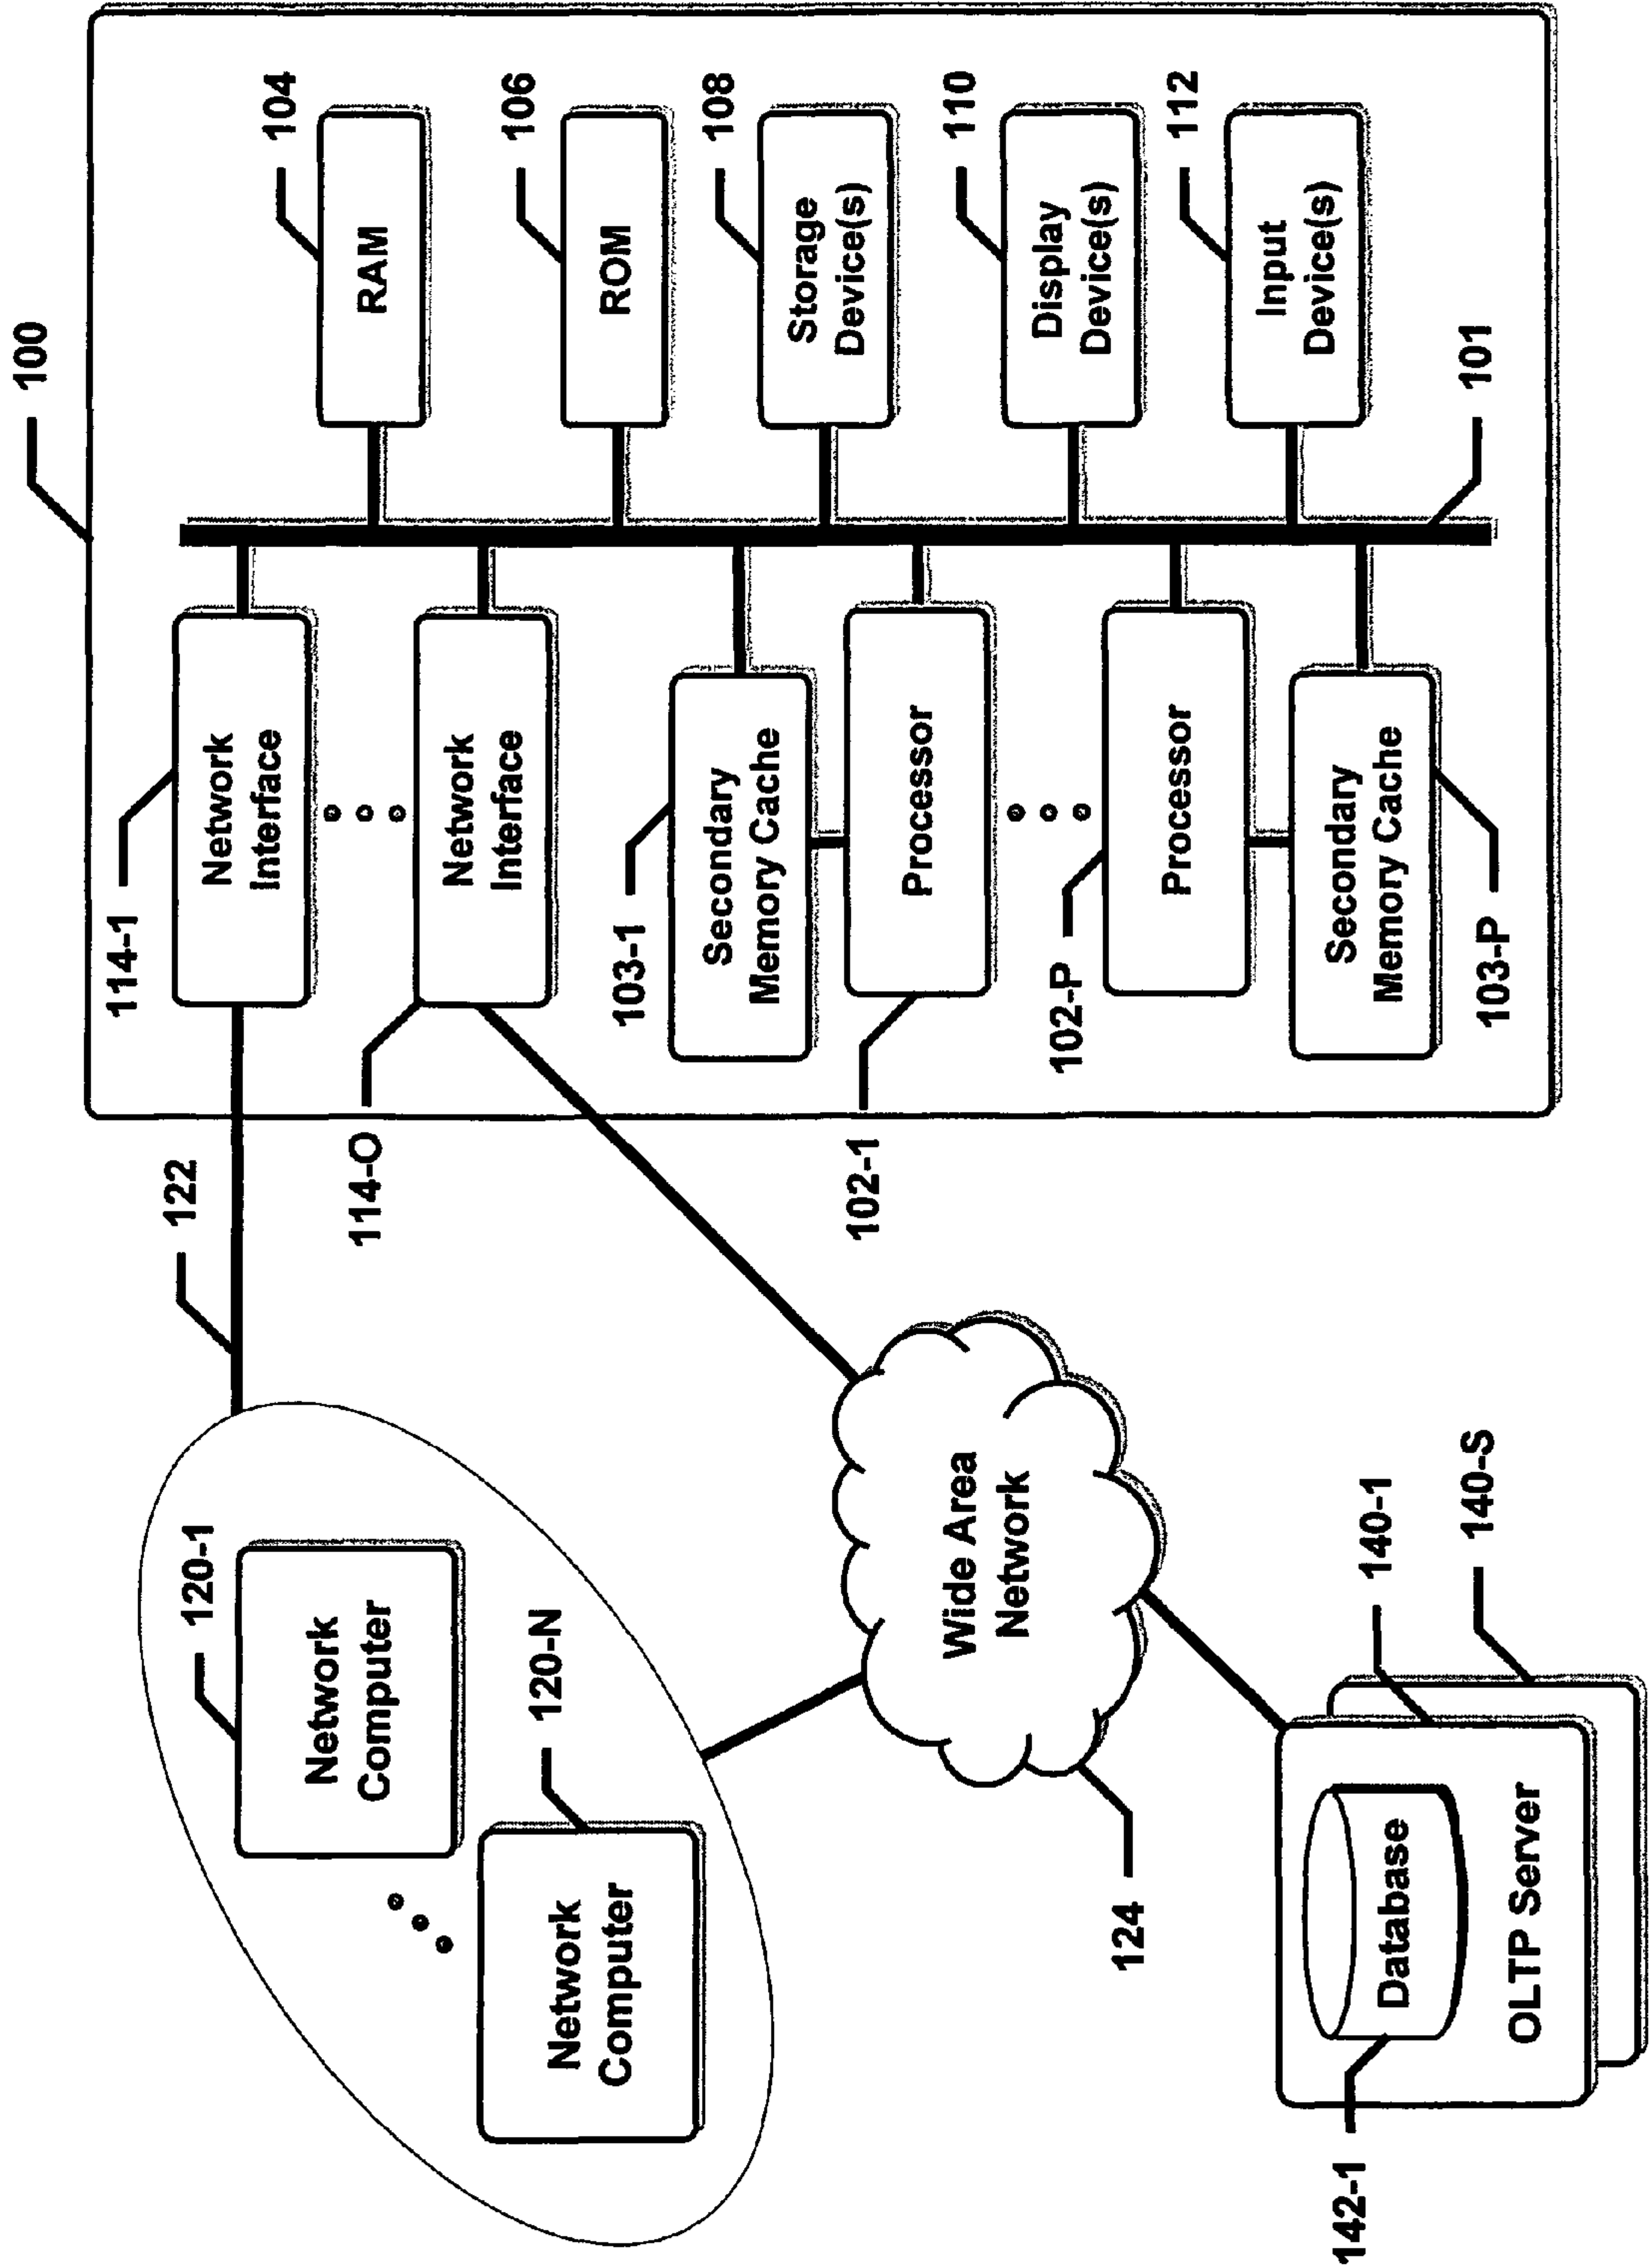 100
114-1
Network
Interface
104
RAM
122
114-O
Network
Interface
106
ROM
120-1
Network
Computer
120-N
Network
Computer
103-1
Secondary
Memory Cache
108
Storage
Device(s)
102-1
Processor
110
Display
Device(s)
102-P
Processor
112
Input
Device(s)
Secondary
Memory Cache
103-P
101
Wide Area
Network
124
140-1
140-S
142-1
Database
OLTP Server